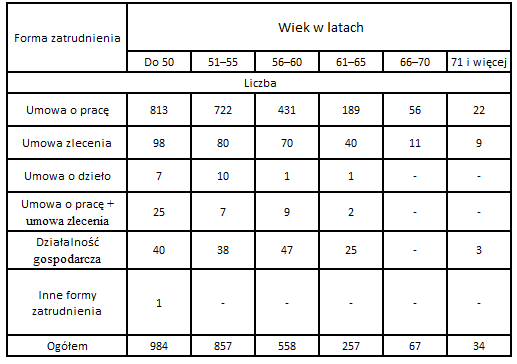 Forma zatrudnienia Wiek w latach
Do 50 51–55 56–60 61–65 66–70 71 i więcej
Liczba
Umowa o pracę 813 722 431 189 56 22
Umowa zlecenia 98 80 70 40 11 9
Umowa o dzieło 7 10 1 1 - -
Umowa o pracę +
umowa zlecenia 25 7 9 2 - -
Działalność
gospodarcza 40 38 47 25 - 3
Inne formy
zatrudnienia 1 - - - - -
Ogółem 984 857 558 257 67 34